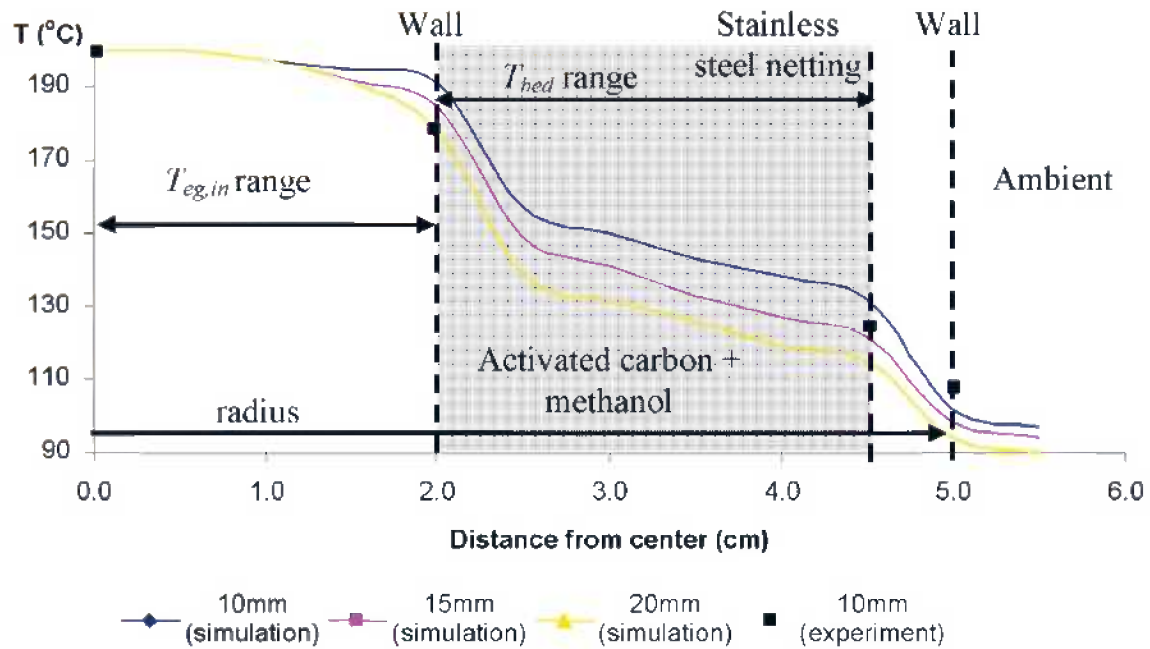 T (°C)
Wall
Stainless
steel netting
Wall
190
170
150
130
110
90
T_bed range
T_eg,in range
Ambient
Activated carbon +
methanol
radius
0.0 1.0 2.0 3.0 4.0 5.0 6.0
Distance from center (cm)
10mm
(simulation)
15mm
(simulation)
20mm
(simulation)
10mm
(experiment)